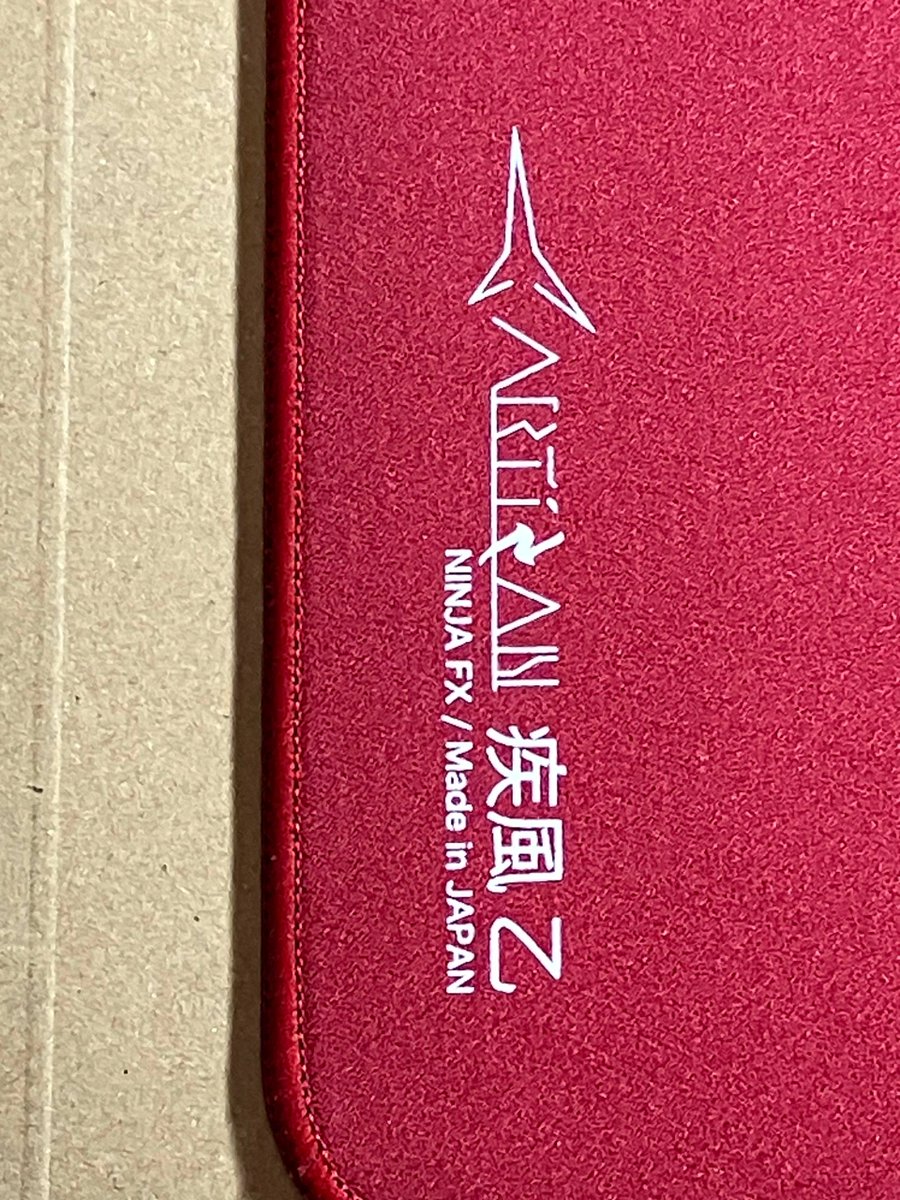 ARTiSAN 疾風 乙
NINJA FX / Made in JAPAN